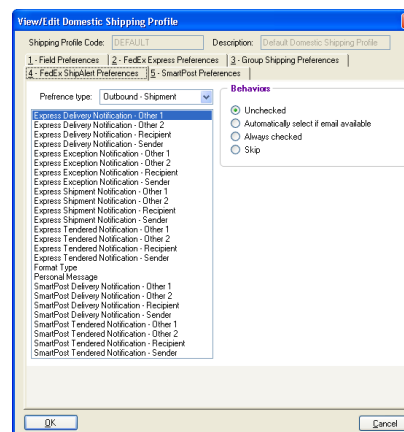 View/Edit Domestic Shipping Profile
Shipping Profile Code: DEFAULT Description: Default Domestic Shipping Profile
1 - Field Preferences 2 - FedEx Express Preferences 3 - Group Shipping Preferences
4 - FedEx ShipAlert Preferences 5 - SmartPost Preferences
Prefrence type: Outbound - Shipment
Behaviors
Express Delivery Notification - Other 1
Express Delivery Notification - Other 2
Express Delivery Notification - Recipient
Express Delivery Notification - Sender
Express Exception Notification - Other 1
Express Exception Notification - Other 2
Express Exception Notification - Recipient
Express Exception Notification - Sender
Express Shipment Notification - Other 1
Express Shipment Notification - Other 2
Express Shipment Notification - Recipient
Express Shipment Notification - Sender
Express Tendered Notification - Other 1
Express Tendered Notification - Other 2
Express Tendered Notification - Recipient
Express Tendered Notification - Sender
Format Type
Personal Message
SmartPost Delivery Notification - Other 1
SmartPost Delivery Notification - Other 2
SmartPost Delivery Notification - Recipient
SmartPost Delivery Notification - Sender
SmartPost Tendered Notification - Other 1
SmartPost Tendered Notification - Other 2
SmartPost Tendered Notification - Recipient
SmartPost Tendered Notification - Sender
Unchecked
Automatically select if email available
Always checked
Skip
OK Cancel